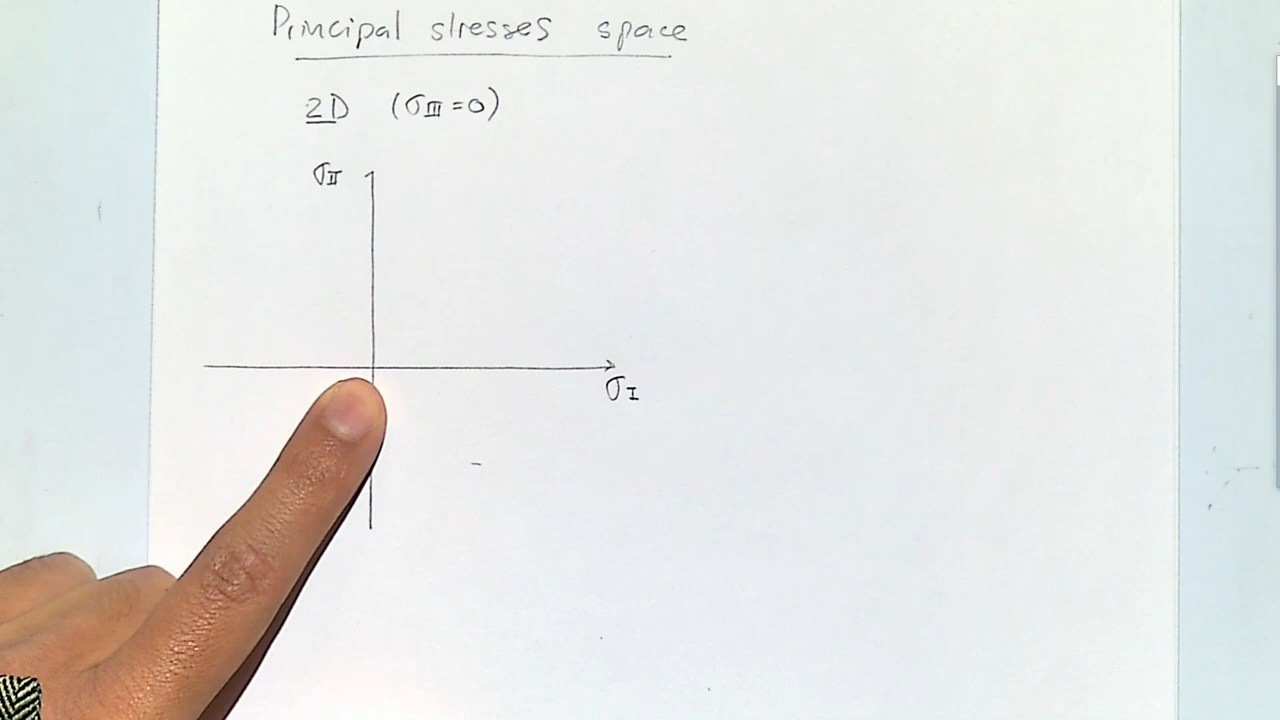 Principal stresses space
2D (σIII = 0)
σII
σI